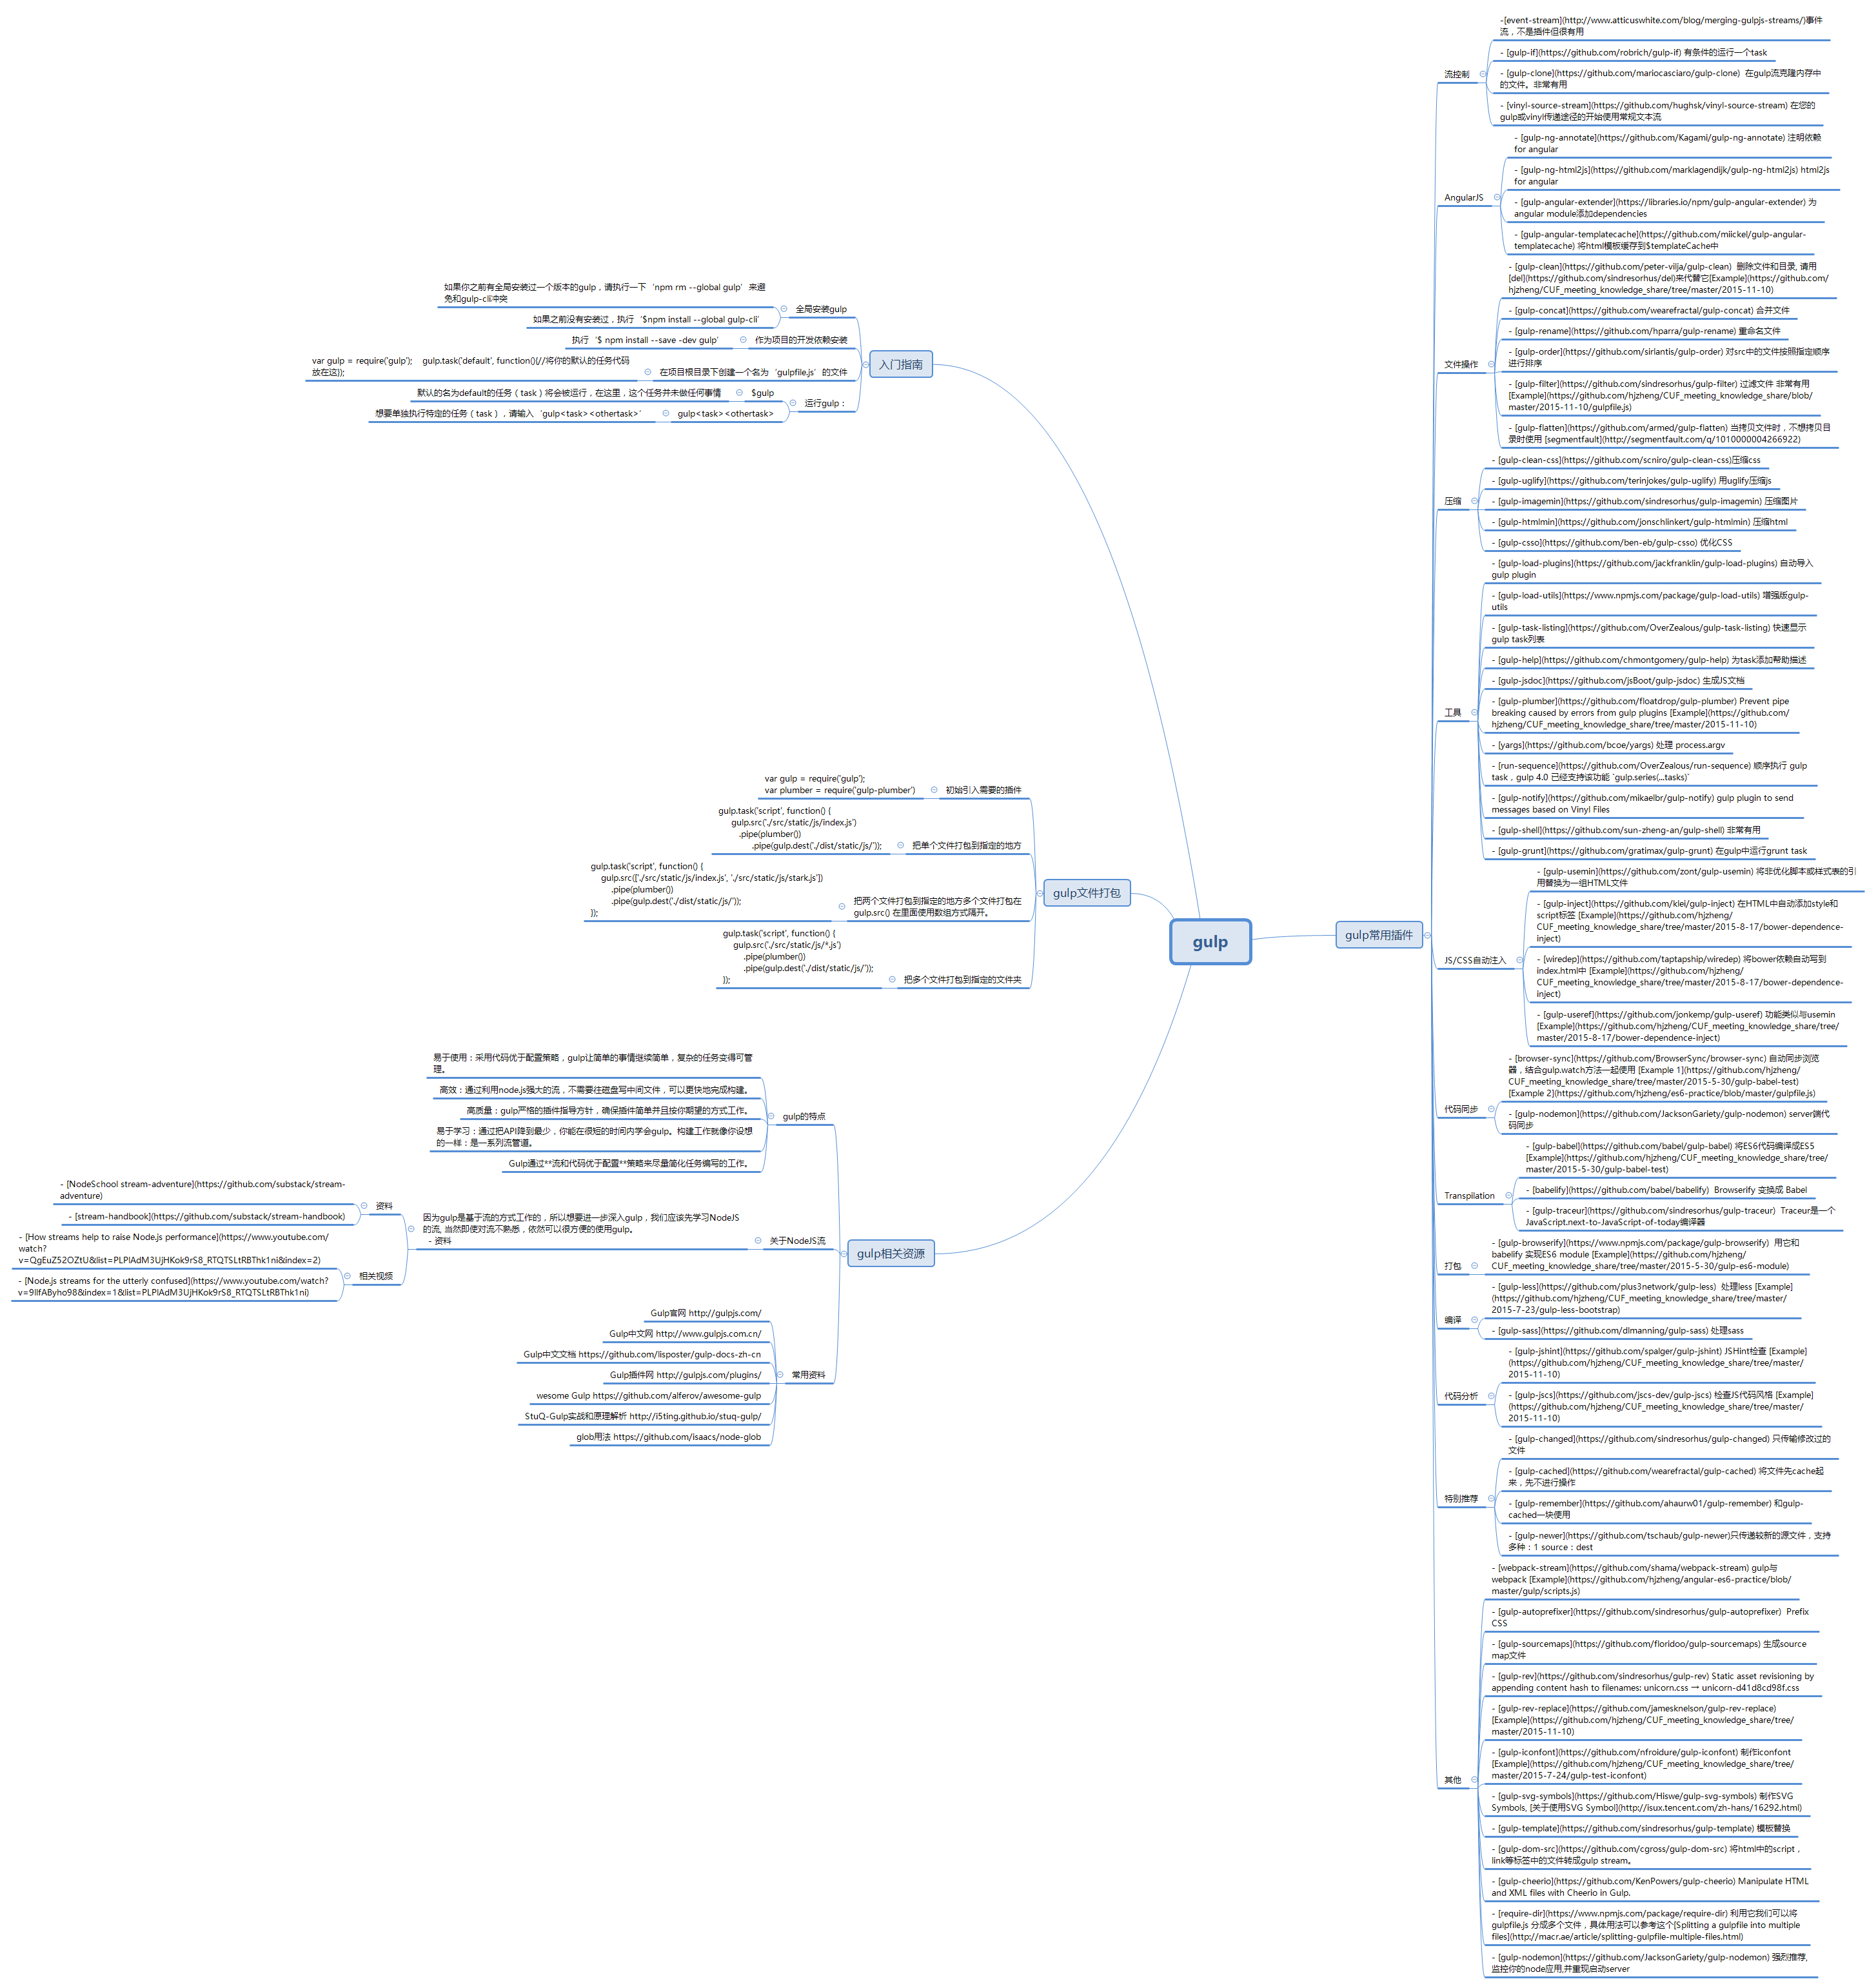 gulp
入门指南
全局安装gulp
如果你之前有全局安装过一个版本的gulp，请执行一下‘npm rm --global gulp’来避
免和gulp-cli冲突
如果之前没有安装过，执行‘$npm install --global gulp-cli’
作为项目的开发依赖安装
执行‘$ npm install --save -dev gulp’
在项目根目录下创建一个名为‘gulpfile.js’的文件
var gulp = require('gulp'); gulp.task('default', function(){//将你的默认的任务代码
放在这});
运行gulp：
$gulp
默认的名为default的任务（task）将会被运行，在这里，这个任务并未做任何事情
gulp<task><othertask>
想要单独执行特定的任务（task），请输入‘gulp<task><othertask>’
gulp文件打包
初始引入需要的插件
var gulp = require('gulp');
var plumber = require('gulp-plumber')
把单个文件打包到指定的地方
gulp.task('script', function() {
gulp.src('./src/static/js/index.js')
.pipe(plumber())
.pipe(gulp.dest('./dist/static/js/'));
把两个文件打包到指定的地方多个文件打包在
gulp.src() 在里面使用数组方式隔开。
gulp.task('script', function() {
gulp.src(['./src/static/js/index.js', './src/static/js/stark.js'])
.pipe(plumber())
.pipe(gulp.dest('./dist/static/js/'));
});
把多个文件打包到指定的文件夹
gulp.task('script', function() {
gulp.src('./src/static/js/*.js')
.pipe(plumber())
.pipe(gulp.dest('./dist/static/js/'));
});
gulp相关资源
gulp的特点
易于使用：采用代码优于配置策略，gulp让简单的事情继续简单，复杂的任务变得可管
理。
高效：通过利用node.js强大的流，不需要往磁盘写中间文件，可以更快地完成构建。
高质量：gulp严格的插件指导方针，确保插件简单并且按你期望的方式工作。
易于学习：通过把API降到最少，你能在很短的时间内学会gulp。构建工作就像你设想
的一样：是一系列流管道。
Gulp通过**流和代码优于配置**策略来尽量简化任务编写的工作。
关于NodeJS流
因为gulp是基于流的方式工作的，所以想要进一步深入gulp，我们应该先学习NodeJS
的流, 当然即使对流不熟悉，依然可以很方便的使用gulp。
- 资料
资料
- [NodeSchool stream-adventure](https://github.com/substack/stream-
adventure)
- [stream-handbook](https://github.com/substack/stream-handbook)
相关视频
- [How streams help to raise Node.js performance](https://www.youtube.com/
watch?
v=QgEuZ52OZtU&list=PLPlAdM3UjHKok9rS8_RTQTSLtRBThk1ni&index=2)
- [Node.js streams for the utterly confused](https://www.youtube.com/watch?
v=9llfAByho98&index=1&list=PLPlAdM3UjHKok9rS8_RTQTSLtRBThk1ni)
常用资料
Gulp官网 http://gulpjs.com/
Gulp中文网 http://www.gulpjs.com.cn/
Gulp中文文档 https://github.com/lisposter/gulp-docs-zh-cn
Gulp插件网 http://gulpjs.com/plugins/
wesome Gulp https://github.com/alferov/awesome-gulp
StuQ-Gulp实战和原理解析 http://i5ting.github.io/stuq-gulp/
glob用法 https://github.com/isaacs/node-glob
gulp常用插件
流控制
-[event-stream](http://www.atticuswhite.com/blog/merging-gulpjs-streams/)事件
流，不是插件但很有用
- [gulp-if](https://github.com/robrich/gulp-if) 有条件的运行一个task
- [gulp-clone](https://github.com/mariocasciaro/gulp-clone) 在gulp流克隆内存中
的文件。非常有用
- [vinyl-source-stream](https://github.com/hughsk/vinyl-source-stream) 在您的
gulp或vinyl传递途径的开始使用常规文本流
AngularJS
- [gulp-ng-annotate](https://github.com/Kagami/gulp-ng-annotate) 注明依赖
for angular
- [gulp-ng-html2js](https://github.com/marklagendijk/gulp-ng-html2js) html2js
for angular
- [gulp-angular-extender](https://libraries.io/npm/gulp-angular-extender) 为
angular module添加dependencies
- [gulp-angular-templatecache](https://github.com/miickel/gulp-angular-
templatecache) 将html模板缓存到$templateCache中
文件操作
- [gulp-clean](https://github.com/peter-vilja/gulp-clean) 删除文件和目录, 请用
[del](https://github.com/sindresorhus/del)来代替它[Example](https://github.com/
hjzheng/CUF_meeting_knowledge_share/tree/master/2015-11-10)
- [gulp-concat](https://github.com/wearefractal/gulp-concat) 合并文件
- [gulp-rename](https://github.com/hparra/gulp-rename) 重命名文件
- [gulp-order](https://github.com/sirlantis/gulp-order) 对src中的文件按照指定顺序
进行排序
- [gulp-filter](https://github.com/sindresorhus/gulp-filter) 过滤文件 非常有用
[Example](https://github.com/hjzheng/CUF_meeting_knowledge_share/blob/
master/2015-11-10/gulpfile.js)
- [gulp-flatten](https://github.com/armed/gulp-flatten) 当拷贝文件时，不想拷贝目
录时使用 [segmentfault](http://segmentfault.com/q/1010000004266922)
压缩
- [gulp-clean-css](https://github.com/scniro/gulp-clean-css)压缩css
- [gulp-uglify](https://github.com/terinjokes/gulp-uglify) 用uglify压缩js
- [gulp-imagemin](https://github.com/sindresorhus/gulp-imagemin) 压缩图片
- [gulp-htmlmin](https://github.com/jonschlinkert/gulp-htmlmin) 压缩html
- [gulp-csso](https://github.com/ben-eb/gulp-csso) 优化CSS
工具
- [gulp-load-plugins](https://github.com/jackfranklin/gulp-load-plugins) 自动导入
gulp plugin
- [gulp-load-utils](https://www.npmjs.com/package/gulp-load-utils) 增强版gulp-
utils
- [gulp-task-listing](https://github.com/OverZealous/gulp-task-listing) 快速显示
gulp task列表
- [gulp-help](https://github.com/chmontgomery/gulp-help) 为task添加帮助描述
- [gulp-jsdoc](https://github.com/jsBoot/gulp-jsdoc) 生成JS文档
- [gulp-plumber](https://github.com/floatdrop/gulp-plumber) Prevent pipe
breaking caused by errors from gulp plugins [Example](https://github.com/
hjzheng/CUF_meeting_knowledge_share/tree/master/2015-11-10)
- [yargs](https://github.com/bcoe/yargs) 处理 process.argv
- [run-sequence](https://github.com/OverZealous/run-sequence) 顺序执行 gulp
task，gulp 4.0 已经支持该功能 `gulp.series(...tasks)`
- [gulp-notify](https://github.com/mikaelbr/gulp-notify) gulp plugin to send
messages based on Vinyl Files
- [gulp-shell](https://github.com/sun-zheng-an/gulp-shell) 非常有用
- [gulp-grunt](https://github.com/gratimax/gulp-grunt) 在gulp中运行grunt task
JS/CSS自动注入
- [gulp-usemin](https://github.com/zont/gulp-usemin) 将非优化脚本或样式表的引
用替换为一组HTML文件
- [gulp-inject](https://github.com/klei/gulp-inject) 在HTML中自动添加style和
script标签 [Example](https://github.com/hjzheng/
CUF_meeting_knowledge_share/tree/master/2015-8-17/bower-dependence-
inject)
- [wiredep](https://github.com/taptapship/wiredep) 将bower依赖自动写到
index.html中 [Example](https://github.com/hjzheng/
CUF_meeting_knowledge_share/tree/master/2015-8-17/bower-dependence-
inject)
- [gulp-useref](https://github.com/jonkemp/gulp-useref) 功能类似与usemin
[Example](https://github.com/hjzheng/CUF_meeting_knowledge_share/tree/
master/2015-8-17/bower-dependence-inject)
代码同步
- [browser-sync](https://github.com/BrowserSync/browser-sync) 自动同步浏览
器，结合gulp.watch方法一起使用 [Example 1](https://github.com/hjzheng/
CUF_meeting_knowledge_share/tree/master/2015-5-30/gulp-babel-test)
[Example 2](https://github.com/hjzheng/es6-practice/blob/master/gulpfile.js)
- [gulp-nodemon](https://github.com/JacksonGariety/gulp-nodemon) server端代
码同步
Transpilation
- [gulp-babel](https://github.com/babel/gulp-babel) 将ES6代码编译成ES5
[Example](https://github.com/hjzheng/CUF_meeting_knowledge_share/tree/
master/2015-5-30/gulp-babel-test)
- [babelify](https://github.com/babel/babelify) Browserify 变换成 Babel
- [gulp-traceur](https://github.com/sindresorhus/gulp-traceur) Traceur是一个
JavaScript.next-to-JavaScript-of-today编译器
打包
- [gulp-browserify](https://www.npmjs.com/package/gulp-browserify) 用它和
babelify 实现ES6 module [Example](https://github.com/hjzheng/
CUF_meeting_knowledge_share/tree/master/2015-5-30/gulp-es6-module)
编译
- [gulp-less](https://github.com/plus3network/gulp-less) 处理less [Example]
(https://github.com/hjzheng/CUF_meeting_knowledge_share/tree/master/
2015-7-23/gulp-less-bootstrap)
- [gulp-sass](https://github.com/dlmanning/gulp-sass) 处理sass
代码分析
- [gulp-jshint](https://github.com/spalger/gulp-jshint) JSHint检查 [Example]
(https://github.com/hjzheng/CUF_meeting_knowledge_share/tree/master/
2015-11-10)
- [gulp-jscs](https://github.com/jscs-dev/gulp-jscs) 检查JS代码风格 [Example]
(https://github.com/hjzheng/CUF_meeting_knowledge_share/tree/master/
2015-11-10)
特别推荐
- [gulp-changed](https://github.com/sindresorhus/gulp-changed) 只传输修改过的
文件
- [gulp-cached](https://github.com/wearefractal/gulp-cached) 将文件先cache起
来，先不进行操作
- [gulp-remember](https://github.com/ahaurw01/gulp-remember) 和gulp-
cached一块使用
- [gulp-newer](https://github.com/tschaub/gulp-newer)只传递较新的源文件，支持
多种：1 source：dest
其他
- [webpack-stream](https://github.com/shama/webpack-stream) gulp与
webpack [Example](https://github.com/hjzheng/angular-es6-practice/blob/
master/gulp/scripts.js)
- [gulp-autoprefixer](https://github.com/sindresorhus/gulp-autoprefixer) Prefix
CSS
- [gulp-sourcemaps](https://github.com/floridoo/gulp-sourcemaps) 生成source
map文件
- [gulp-rev](https://github.com/sindresorhus/gulp-rev) Static asset revisioning by
appending content hash to filenames: unicorn.css → unicorn-d41d8cd98f.css
- [gulp-rev-replace](https://github.com/jamesknelson/gulp-rev-replace)
[Example](https://github.com/hjzheng/CUF_meeting_knowledge_share/tree/
master/2015-11-10)
- [gulp-iconfont](https://github.com/nfroidure/gulp-iconfont) 制作iconfont
[Example](https://github.com/hjzheng/CUF_meeting_knowledge_share/tree/
master/2015-7-24/gulp-test-iconfont)
- [gulp-svg-symbols](https://github.com/Hiswe/gulp-svg-symbols) 制作SVG
Symbols, [关于使用SVG Symbol](http://isux.tencent.com/zh-hans/16292.html)
- [gulp-template](https://github.com/sindresorhus/gulp-template) 模板替换
- [gulp-dom-src](https://github.com/cgross/gulp-dom-src) 将html中的script，
link等标签中的文件转成gulp stream。
- [gulp-cheerio](https://github.com/KenPowers/gulp-cheerio) Manipulate HTML
and XML files with Cheerio in Gulp.
- [require-dir](https://www.npmjs.com/package/require-dir) 利用它我们可以将
gulpfile.js 分成多个文件，具体用法可以参考这个[Splitting a gulpfile into multiple
files](http://macr.ae/article/splitting-gulpfile-multiple-files.html)
- [gulp-nodemon](https://github.com/JacksonGariety/gulp-nodemon) 强烈推荐,
监控你的node应用,并重现启动server